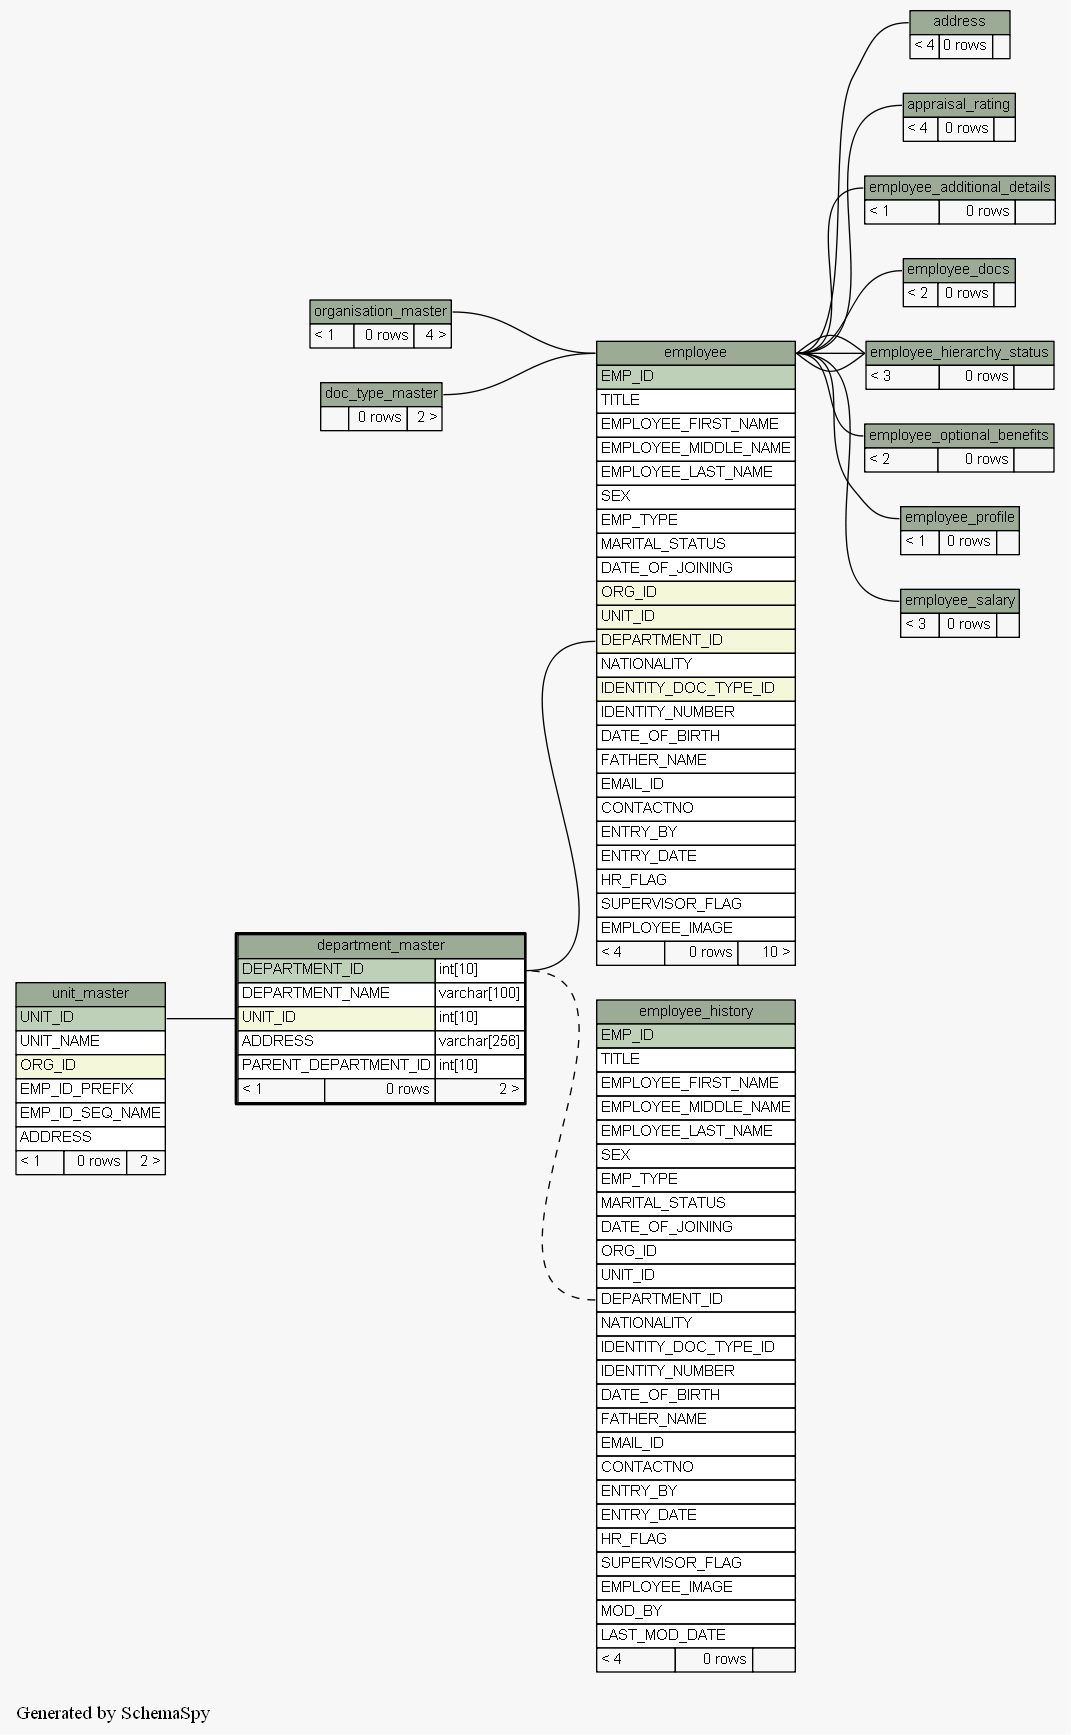 address
< 4 0 rows
appraisal_rating
< 4 0 rows
employee_additional_details
< 1 0 rows
employee_docs
< 2 0 rows
organisation_master
< 1 0 rows 4 >
doc_type_master
0 rows 2 >
employee_hierarchy_status
< 3 0 rows
employee_optional_benefits
< 2 0 rows
employee_profile
< 1 0 rows
employee_salary
< 3 0 rows
employee
EMP_ID
TITLE
EMPLOYEE_FIRST_NAME
EMPLOYEE_MIDDLE_NAME
EMPLOYEE_LAST_NAME
SEX
EMP_TYPE
MARITAL_STATUS
DATE_OF_JOINING
ORG_ID
UNIT_ID
DEPARTMENT_ID
NATIONALITY
IDENTITY_DOC_TYPE_ID
IDENTITY_NUMBER
DATE_OF_BIRTH
FATHER_NAME
EMAIL_ID
CONTACTNO
ENTRY_BY
ENTRY_DATE
HR_FLAG
SUPERVISOR_FLAG
EMPLOYEE_IMAGE
< 4 0 rows 10 >
unit_master
UNIT_ID
UNIT_NAME
ORG_ID
EMP_ID_PREFIX
EMP_ID_SEQ_NAME
ADDRESS
< 1 0 rows 2 >
department_master
DEPARTMENT_ID int[10]
DEPARTMENT_NAME varchar[100]
UNIT_ID int[10]
ADDRESS varchar[256]
PARENT_DEPARTMENT_ID int[10]
< 1 0 rows 2 >
employee_history
EMP_ID
TITLE
EMPLOYEE_FIRST_NAME
EMPLOYEE_MIDDLE_NAME
EMPLOYEE_LAST_NAME
SEX
EMP_TYPE
MARITAL_STATUS
DATE_OF_JOINING
ORG_ID
UNIT_ID
DEPARTMENT_ID
NATIONALITY
IDENTITY_DOC_TYPE_ID
IDENTITY_NUMBER
DATE_OF_BIRTH
FATHER_NAME
EMAIL_ID
CONTACTNO
ENTRY_BY
ENTRY_DATE
HR_FLAG
SUPERVISOR_FLAG
EMPLOYEE_IMAGE
MOD_BY
LAST_MOD_DATE
< 4 0 rows
Generated by SchemaSpy